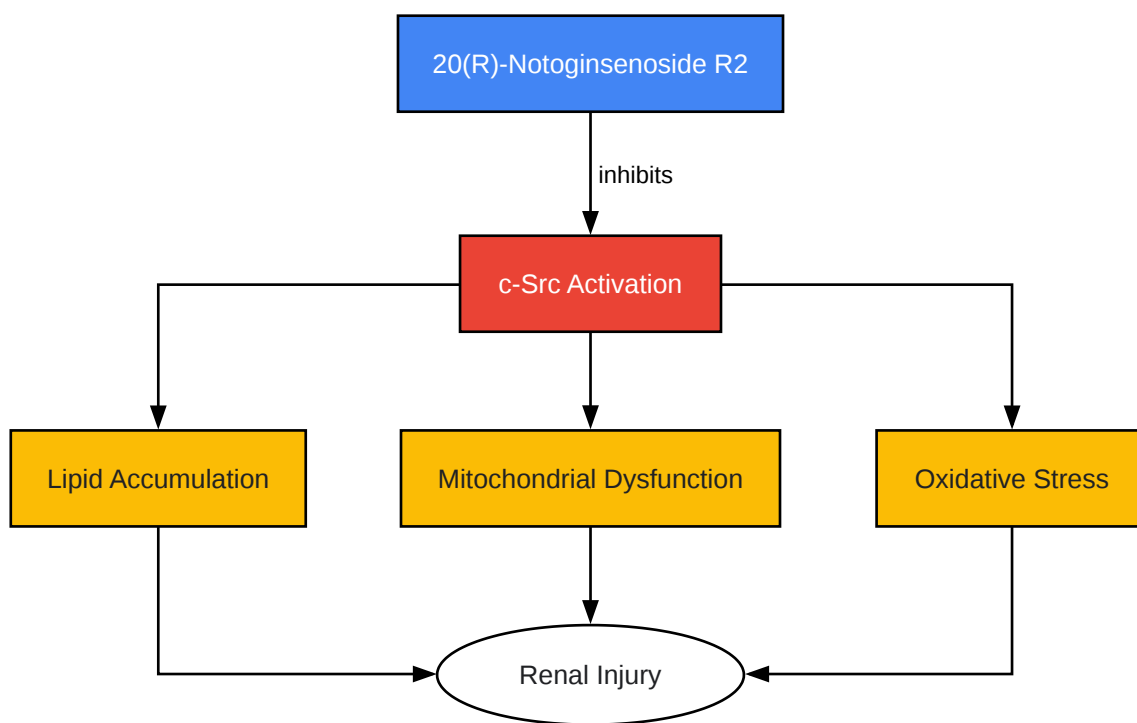 20(R)-Notoginsenoside R2
inhibits
c-Src Activation
Lipid Accumulation
Mitochondrial Dysfunction
Oxidative Stress
Renal Injury